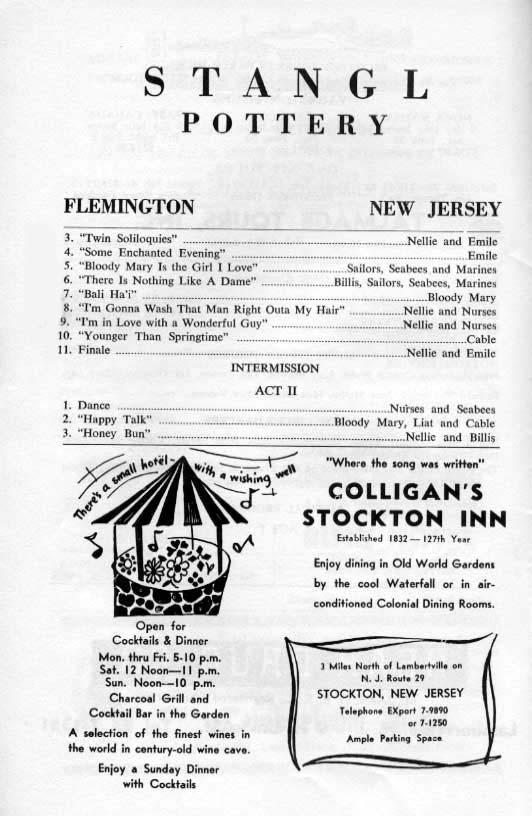 STANGL
POTTERY
FLEMINGTON NEW JERSEY
3. "Twin Soliloquies" ........ Nellie and Emile
4. "Some Enchanted Evening" ........ Emile
5. "Bloody Mary Is the Girl I Love" ........ Sailors, Seabees and Marines
6. "There Is Nothing Like A Dame" ........ Billis, Sailors, Seabees, Marines
7. "Bali Ha'i" ........ Bloody Mary
8. "I'm Gonna Wash That Man Right Outa My Hair" ........ Nellie and Nurses
9. "I'm in Love with a Wonderful Guy" ........ Nellie and Nurses
10. "Younger Than Springtime" ........ Cable
11. Finale ........ Nellie and Emile
INTERMISSION
ACT II
1. Dance ........ Nurses and Seabees
2. "Happy Talk" ........ Bloody Mary, Liat and Cable
3. "Honey Bun" ........ Nellie and Billis
There's a small hotel - with a wishing well
Open for
Cocktails & Dinner
Mon. thru Fri. 5-10 p.m.
Sat. 12 Noon—11 p.m.
Sun. Noon—10 p.m.
Charcoal Grill and
Cocktail Bar in the Garden
A selection of the finest wines in
the world in century-old wine cave.
Enjoy a Sunday Dinner
with Cocktails
"Where the song was written"
COLLIGAN'S
STOCKTON INN
Established 1832 — 127th Year
Enjoy dining in Old World Gardens
by the cool Waterfall or in air-
conditioned Colonial Dining Rooms.
3 Miles North of Lambertville on
N. J. Route 29
STOCKTON, NEW JERSEY
Telephone EXport 7-9890
or 7-1250
Ample Parking Space